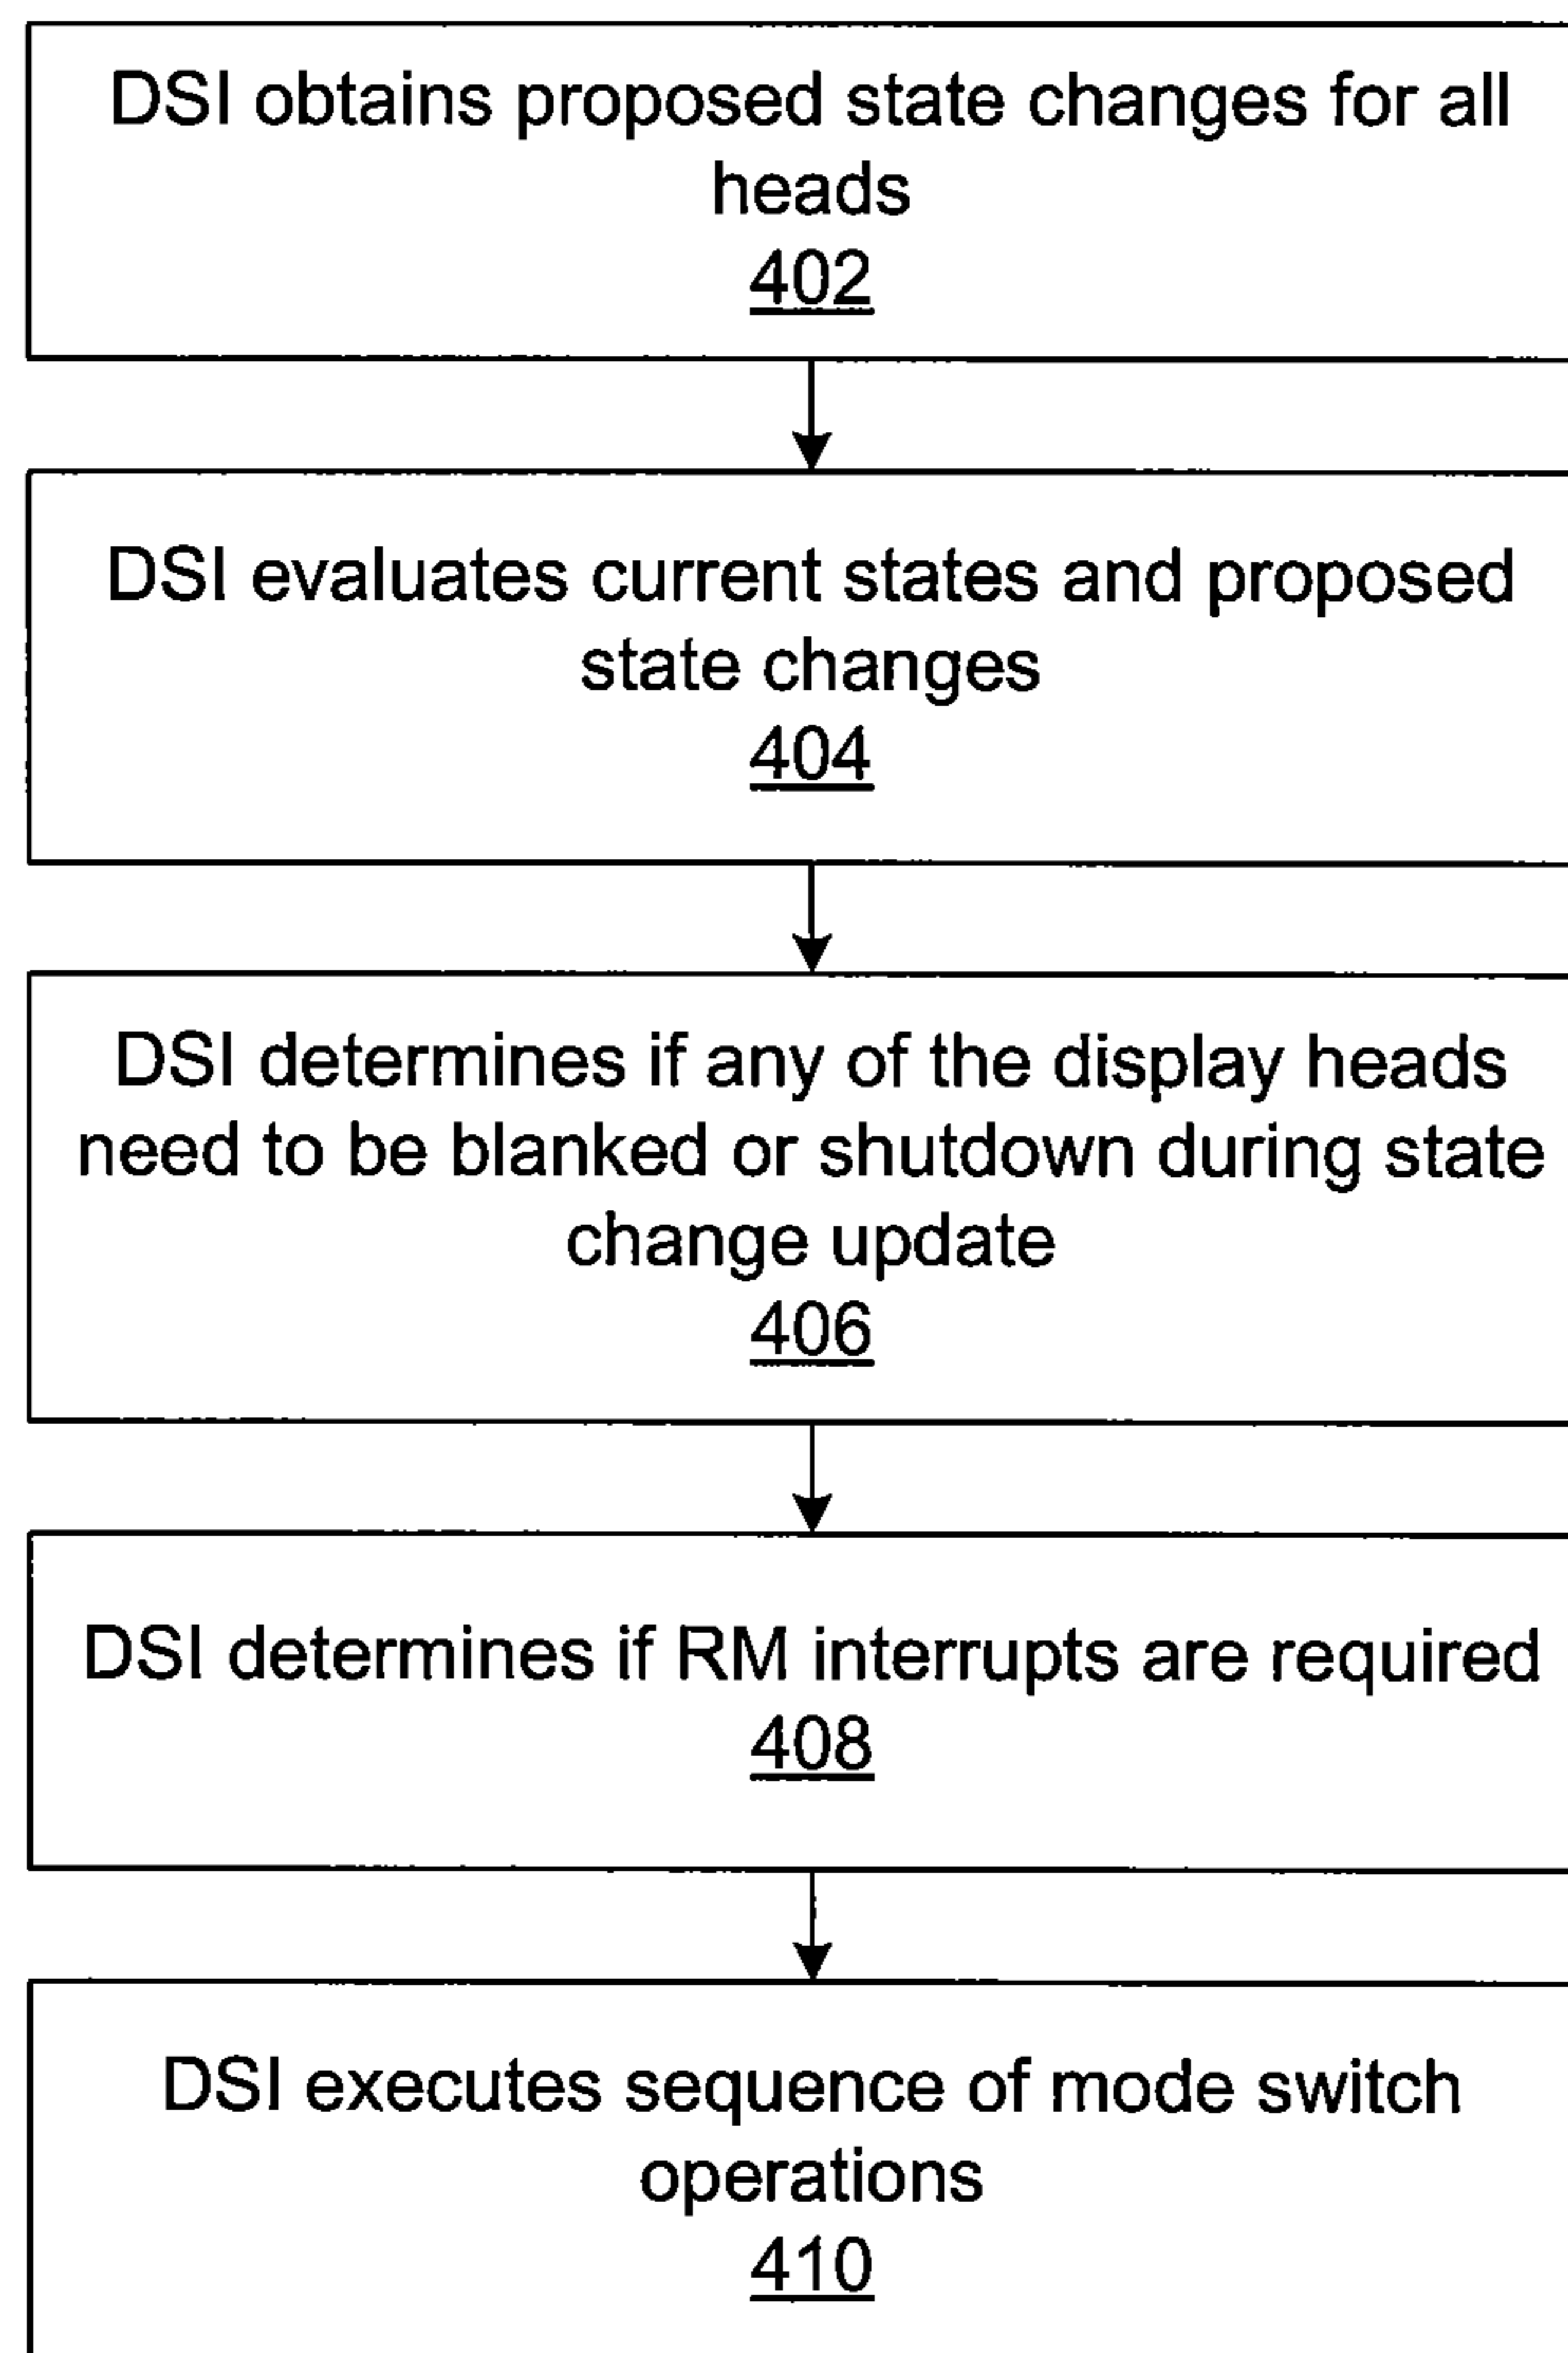 DSI obtains proposed state changes for all
heads
402
DSI evaluates current states and proposed
state changes
404
DSI determines if any of the display heads
need to be blanked or shutdown during state
change update
406
DSI determines if RM interrupts are required
408
DSI executes sequence of mode switch
operations
410